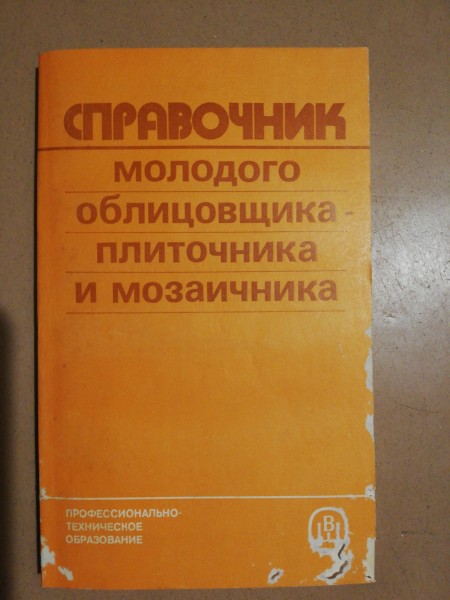 СПРАВОЧНИК
МОЛОДОГО
ОБЛИЦОВЩИКА-
ПЛИТОЧНИКА
И МОЗАИЧНИКА
ПРОФЕССИОНАЛЬНО-
ТЕХНИЧЕСКОЕ
ОБРАЗОВАНИЕ